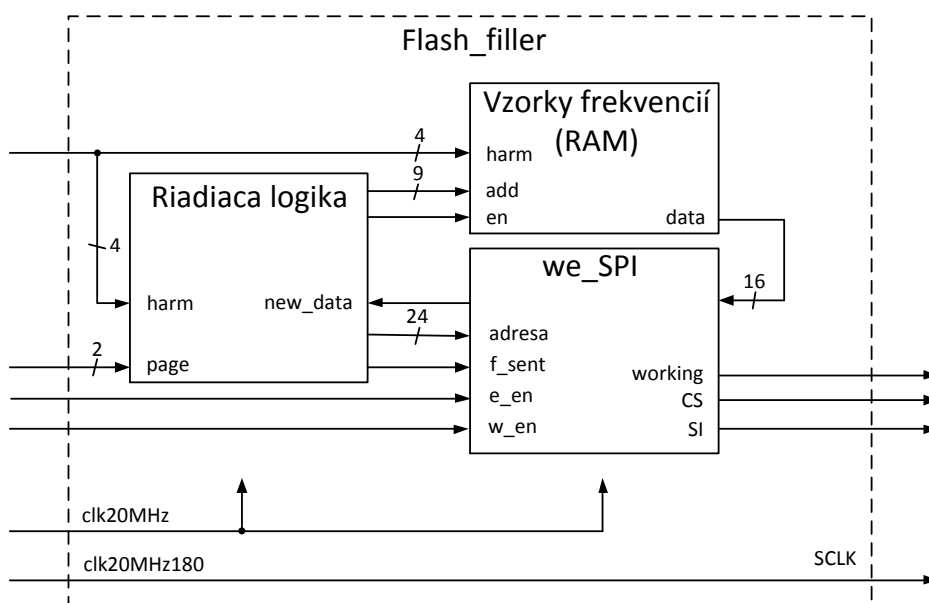 Flash_filler
Vzorky frekvencií
(RAM)
4
harm
9
add
Riadiaca logika
en
data
4
we_SPI
16
harm
new_data
24
adresa
2
page
f_sent
working
e_en
CS
w_en
SI
clk20MHz
clk20MHz180
SCLK